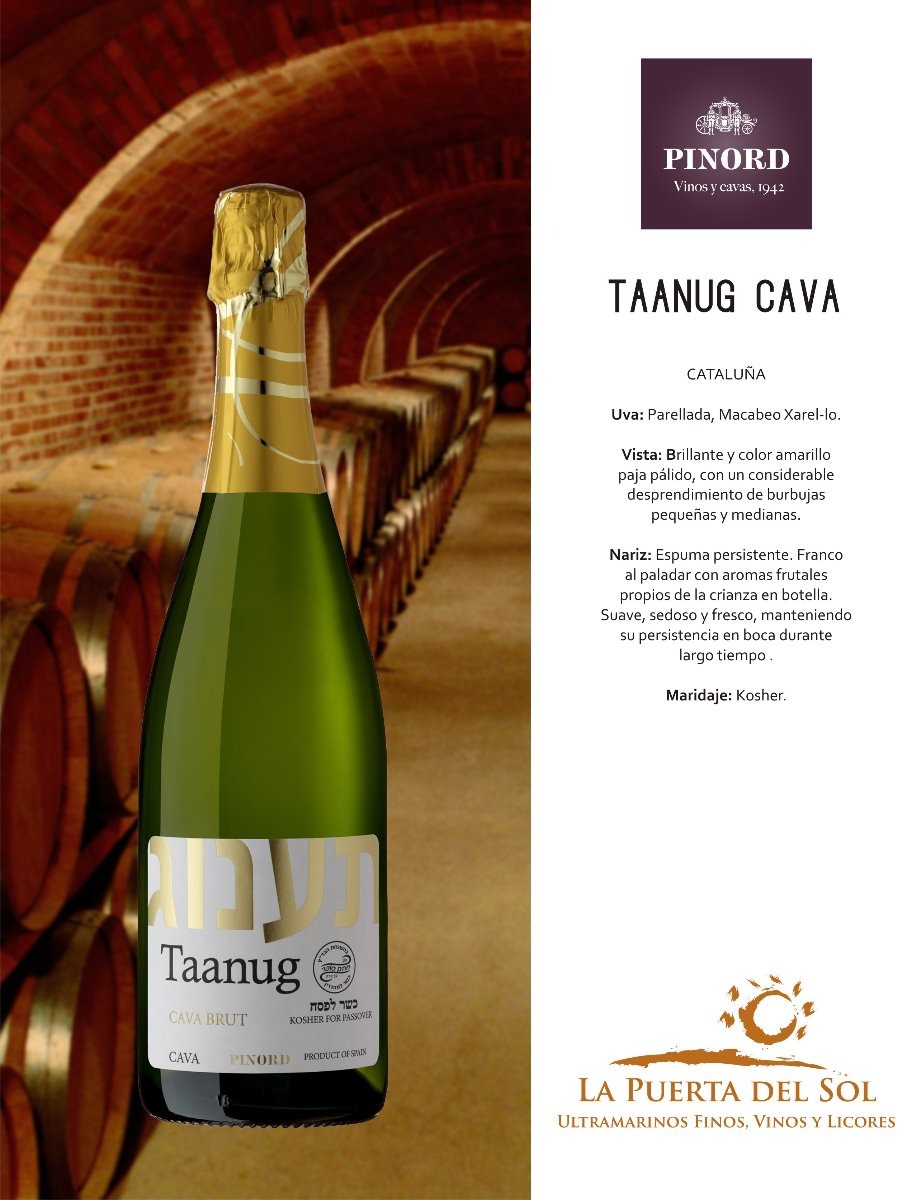 PINORD
Vinos y cavas, 1942
TAANUG CAVA
CATALUÑA
Uva: Parellada, Macabeo Xarel-lo.
Vista: Brillante y color amarillo
paja pálido, con un considerable
desprendimiento de burbujas
pequeñas y medianas.
Nariz: Espuma persistente. Franco
al paladar con aromas frutales
propios de la crianza en botella.
Suave, sedoso y fresco, manteniendo
su persistencia en boca durante
largo tiempo .
Maridaje: Kosher.
תענוג
Taanug
CAVA BRUT
כשר לפסח
KOSHER FOR PASSOVER
CAVA
PINORD
PRODUCT OF SPAIN
LA PUERTA DEL SOL
ULTRAMARINOS FINOS, VINOS Y LICORES